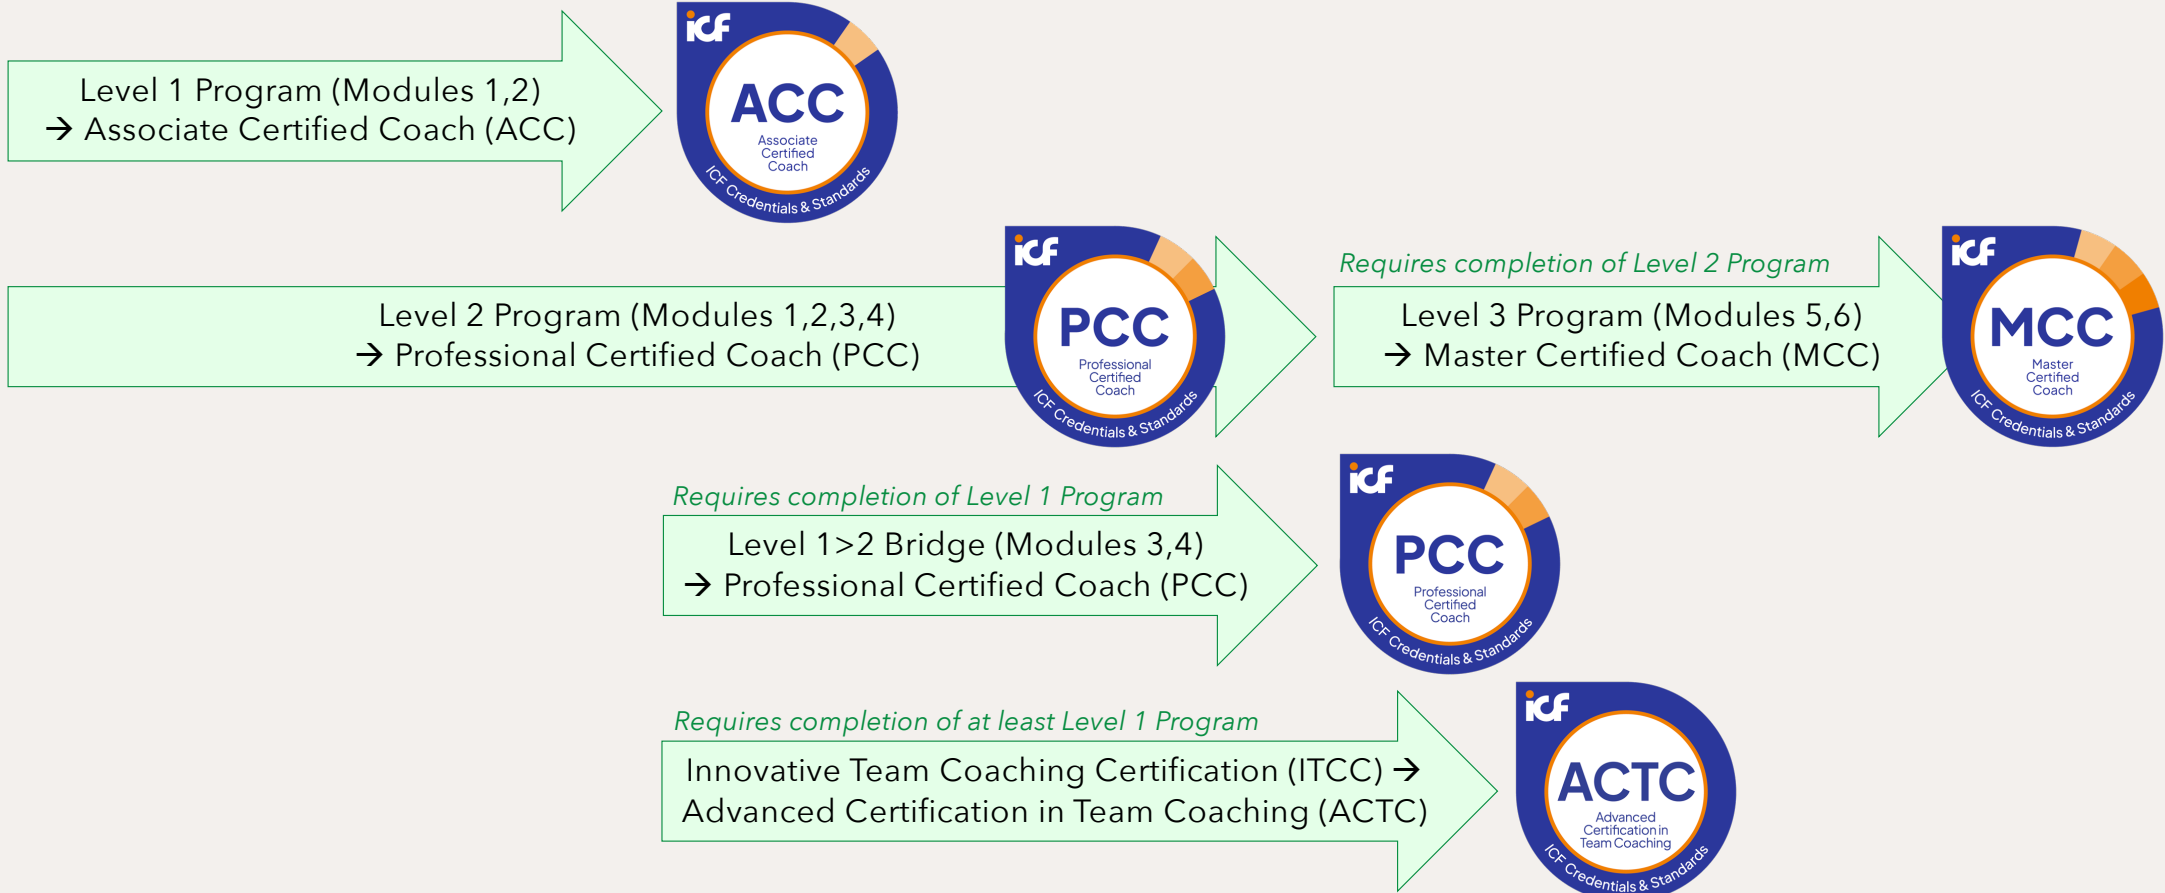 Level 1 Program (Modules 1,2)
→ Associate Certified Coach (ACC)
icf
ACC
Associate
Certified
Coach
ICF Credentials & Standards
Level 2 Program (Modules 1,2,3,4)
→ Professional Certified Coach (PCC)
icf
PCC
Professional
Certified
Coach
ICF Credentials & Standards
Requires completion of Level 2 Program
Level 3 Program (Modules 5,6)
→ Master Certified Coach (MCC)
icf
MCC
Master
Certified
Coach
ICF Credentials & Standards
Requires completion of Level 1 Program
Level 1>2 Bridge (Modules 3,4)
→ Professional Certified Coach (PCC)
icf
PCC
Professional
Certified
Coach
ICF Credentials & Standards
Requires completion of at least Level 1 Program
Innovative Team Coaching Certification (ITCC) →
Advanced Certification in Team Coaching (ACTC)
icf
ACTC
Advanced
Certification in
Team Coaching
ICF Credentials & Standards